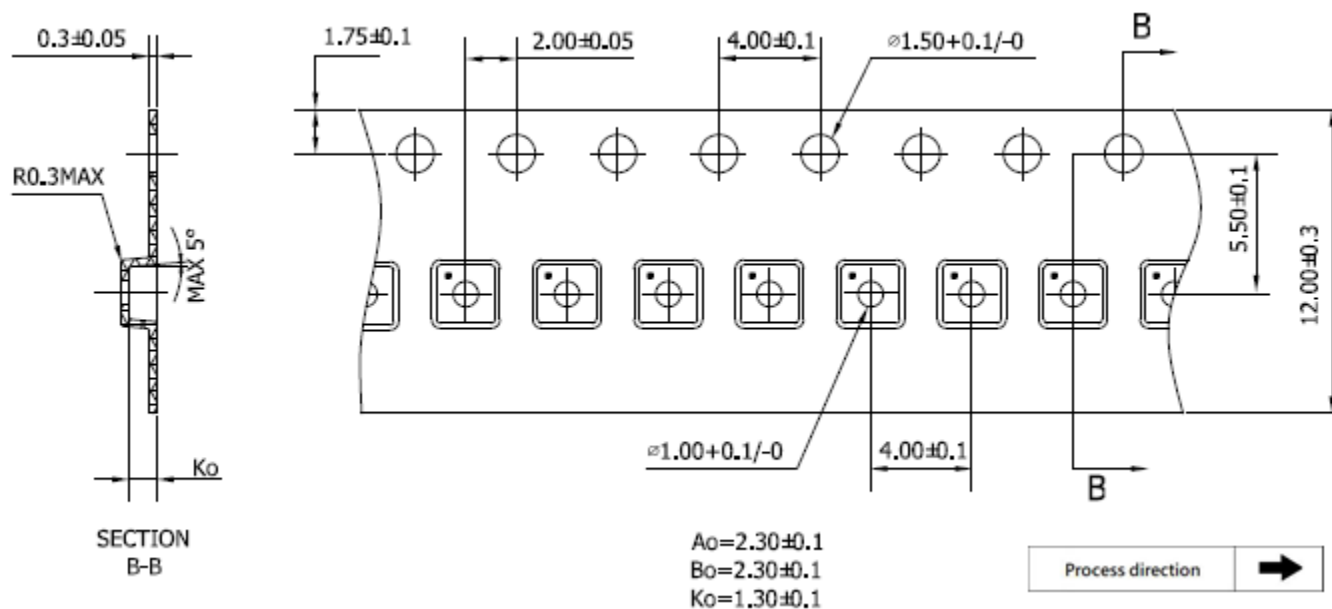 0.3±0.05
1.75±0.1
2.00±0.05
4.00±0.1
⌀1.50+0.1/-0
B
R0.3MAX
MAX 5°
5.50±0.1
12.00±0.3
⌀1.00+0.1/-0
4.00±0.1
Ko
B
SECTION
B-B
Ao=2.30±0.1
Bo=2.30±0.1
Ko=1.30±0.1
Process direction